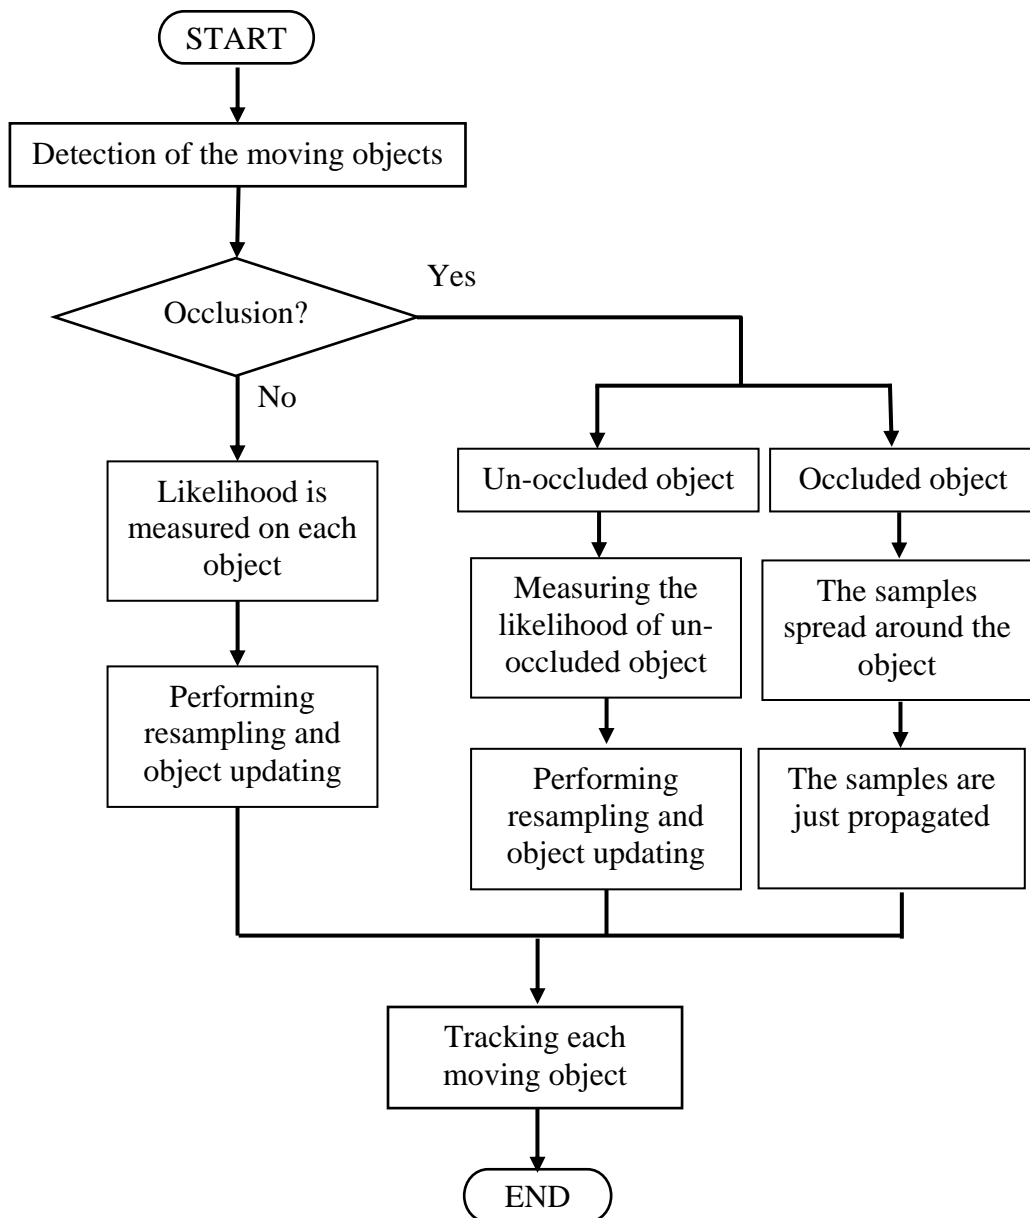 START
Detection of the moving objects
Occlusion?
Yes
No
Likelihood is
measured on each
object
Performing
resampling and
object updating
Un-occluded object
Measuring the
likelihood of un-
occluded object
Performing
resampling and
object updating
Occluded object
The samples
spread around the
object
The samples are
just propagated
Tracking each
moving object
END